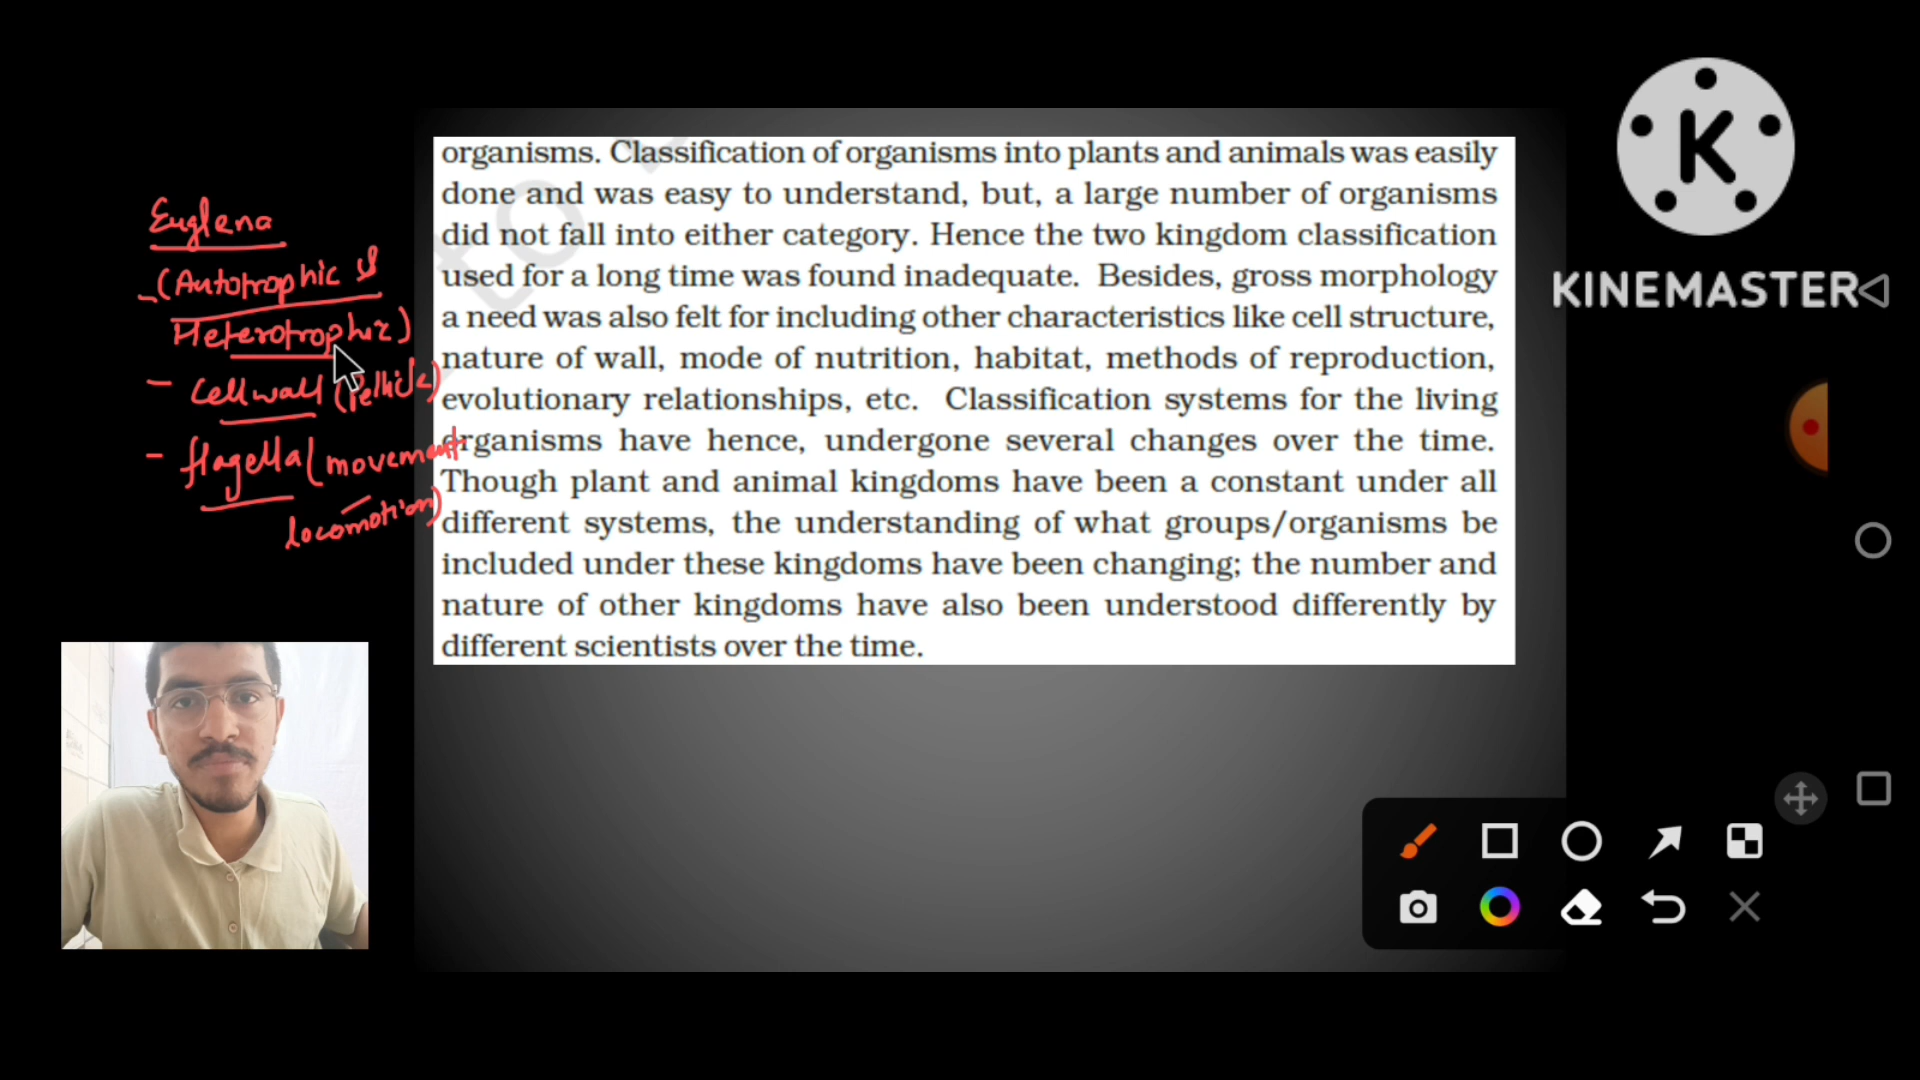 organisms. Classification of organisms into plants and animals was easily
done and was easy to understand, but, a large number of organisms
did not fall into either category. Hence the two kingdom classification
used for a long time was found inadequate. Besides, gross morphology
a need was also felt for including other characteristics like cell structure,
nature of wall, mode of nutrition, habitat, methods of reproduction,
evolutionary relationships, etc. Classification systems for the living
organisms have hence, undergone several changes over the time.
Though plant and animal kingdoms have been a constant under all
different systems, the understanding of what groups/organisms be
included under these kingdoms have been changing; the number and
nature of other kingdoms have also been understood differently by
different scientists over the time.
Euglena
- (Autotrophic &
Heterotrophic)
- Cellwall (pellicle)
- flagella (movement
locomotion)
K
KINEMASTER
to